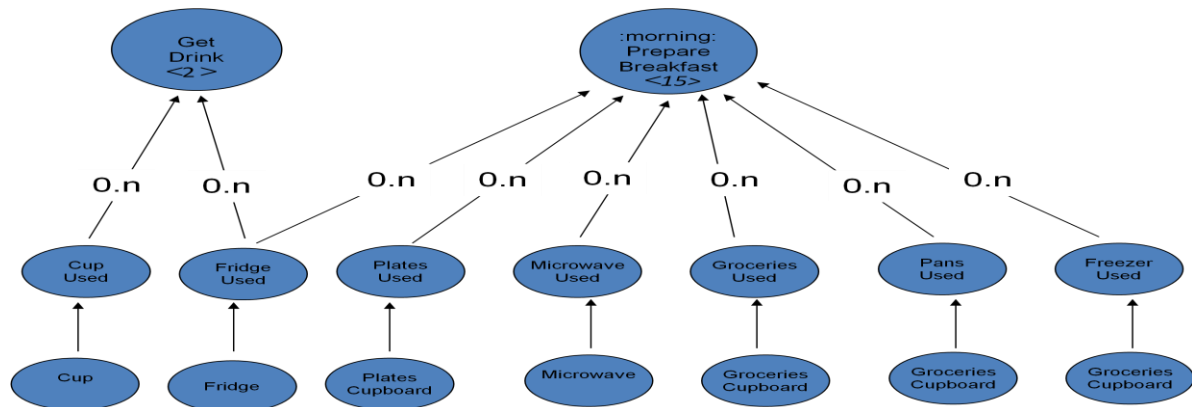 Get
Drink
<2 >
:morning:
Prepare
Breakfast
<15>
0.n
0.n
0.n
0.n
0.n
0.n
0.n
0.n
Cup
Used
Fridge
Used
Plates
Used
Microwave
Used
Groceries
Used
Pans
Used
Freezer
Used
Cup
Fridge
Plates
Cupboard
Microwave
Groceries
Cupboard
Groceries
Cupboard
Groceries
Cupboard